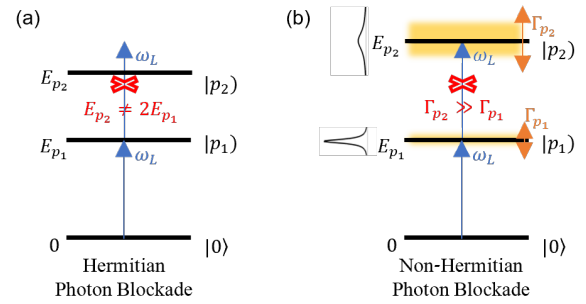 (a)
ω_L
E_{p_2}
|p_2)
E_{p_2} ≠ 2E_{p_1}
E_{p_1}
|p_1)
ω_L
0
|0⟩
Hermitian
Photon Blockade
(b)
Γ_{p_2}
E_{p_2}
|p_2)
ω_L
Γ_{p_2} ≫ Γ_{p_1}
Γ_{p_1}
E_{p_1}
|p_1)
ω_L
0
|0⟩
Non-Hermitian
Photon Blockade